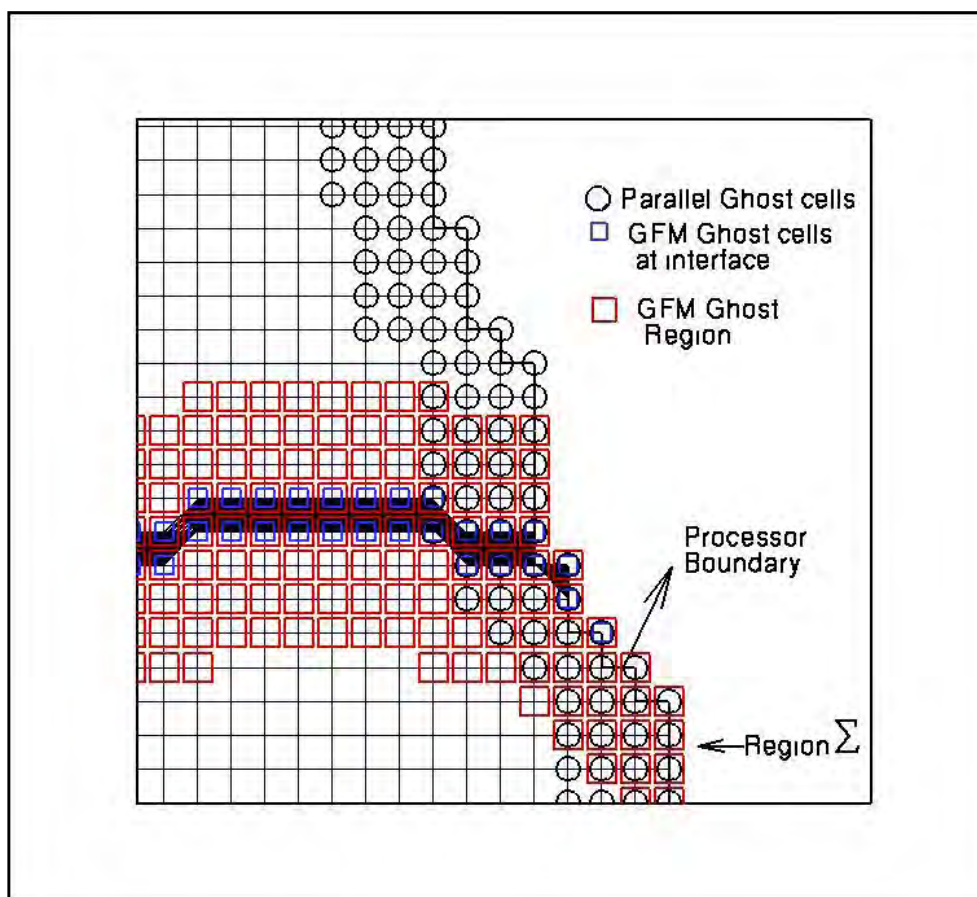 Parallel Ghost cells
GFM Ghost cells
at interface
GFM Ghost
Region
Processor
Boundary
Region Σ